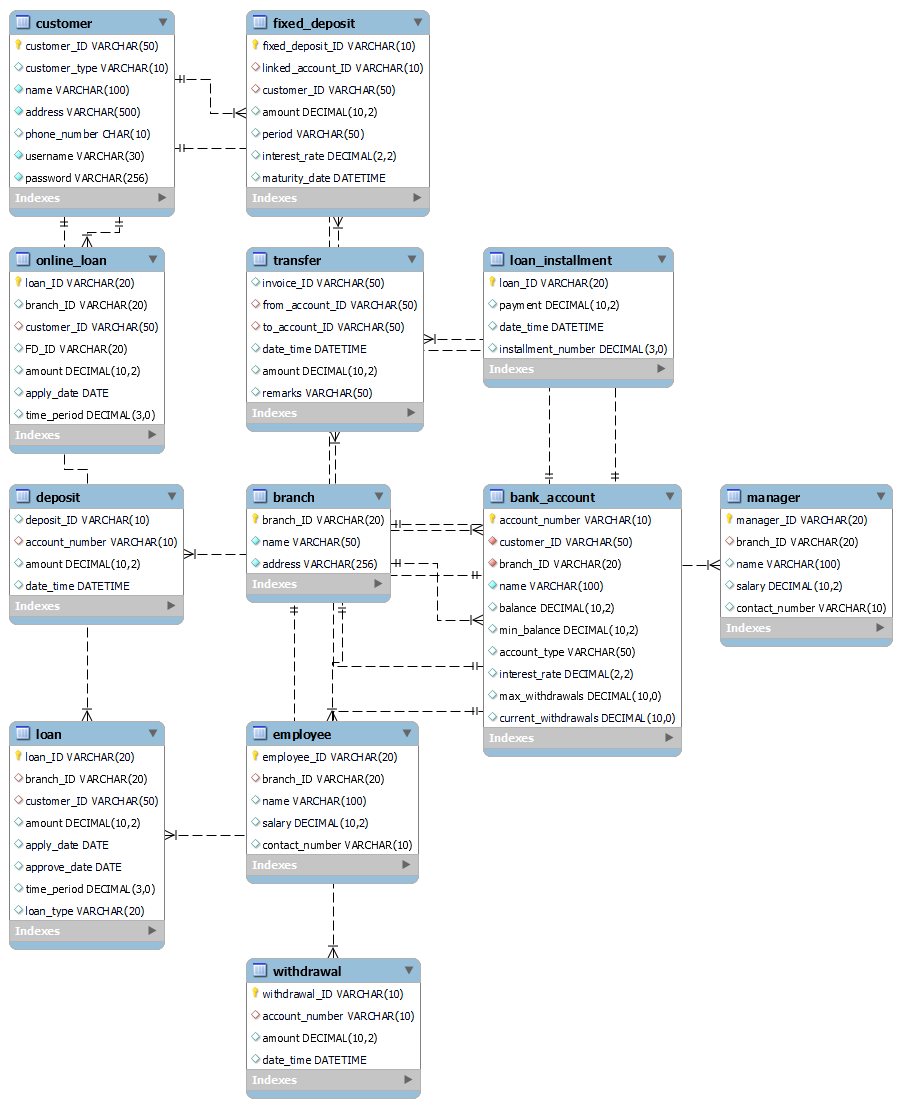 customer
customer_ID VARCHAR(50)
customer_type VARCHAR(10)
name VARCHAR(100)
address VARCHAR(500)
phone_number CHAR(10)
username VARCHAR(30)
password VARCHAR(256)
Indexes
fixed_deposit
fixed_deposit_ID VARCHAR(10)
linked_account_ID VARCHAR(10)
customer_ID VARCHAR(50)
amount DECIMAL(10,2)
period VARCHAR(50)
interest_rate DECIMAL(2,2)
maturity_date DATETIME
Indexes
online_loan
loan_ID VARCHAR(20)
branch_ID VARCHAR(20)
customer_ID VARCHAR(50)
FD_ID VARCHAR(20)
amount DECIMAL(10,2)
apply_date DATE
time_period DECIMAL(3,0)
Indexes
transfer
invoice_ID VARCHAR(50)
from_account_ID VARCHAR(50)
to_account_ID VARCHAR(50)
date_time DATETIME
amount DECIMAL(10,2)
remarks VARCHAR(50)
Indexes
loan_installment
loan_ID VARCHAR(20)
payment DECIMAL(10,2)
date_time DATETIME
installment_number DECIMAL(3,0)
Indexes
deposit
deposit_ID VARCHAR(10)
account_number VARCHAR(10)
amount DECIMAL(10,2)
date_time DATETIME
Indexes
branch
branch_ID VARCHAR(20)
name VARCHAR(50)
address VARCHAR(256)
Indexes
bank_account
account_number VARCHAR(10)
customer_ID VARCHAR(50)
branch_ID VARCHAR(20)
name VARCHAR(100)
balance DECIMAL(10,2)
min_balance DECIMAL(10,2)
account_type VARCHAR(50)
interest_rate DECIMAL(2,2)
max_withdrawals DECIMAL(10,0)
current_withdrawals DECIMAL(10,0)
Indexes
manager
manager_ID VARCHAR(20)
branch_ID VARCHAR(20)
name VARCHAR(100)
salary DECIMAL(10,2)
contact_number VARCHAR(10)
Indexes
loan
loan_ID VARCHAR(20)
branch_ID VARCHAR(20)
customer_ID VARCHAR(50)
amount DECIMAL(10,2)
apply_date DATE
approve_date DATE
time_period DECIMAL(3,0)
loan_type VARCHAR(20)
Indexes
employee
employee_ID VARCHAR(20)
branch_ID VARCHAR(20)
name VARCHAR(100)
salary DECIMAL(10,2)
contact_number VARCHAR(10)
Indexes
withdrawal
withdrawal_ID VARCHAR(10)
account_number VARCHAR(10)
amount DECIMAL(10,2)
date_time DATETIME
Indexes